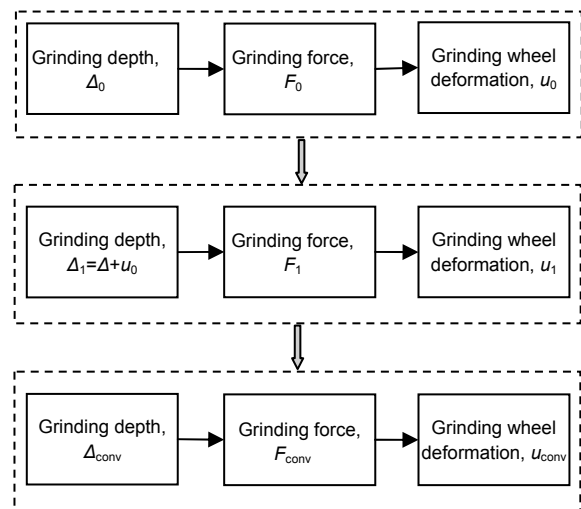 Grinding depth,
Δ₀
Grinding force,
F₀
Grinding wheel
deformation, u₀
Grinding depth,
Δ₁=Δ+u₀
Grinding force,
F₁
Grinding wheel
deformation, u₁
Grinding depth,
Δconv
Grinding force,
Fconv
Grinding wheel
deformation, uconv